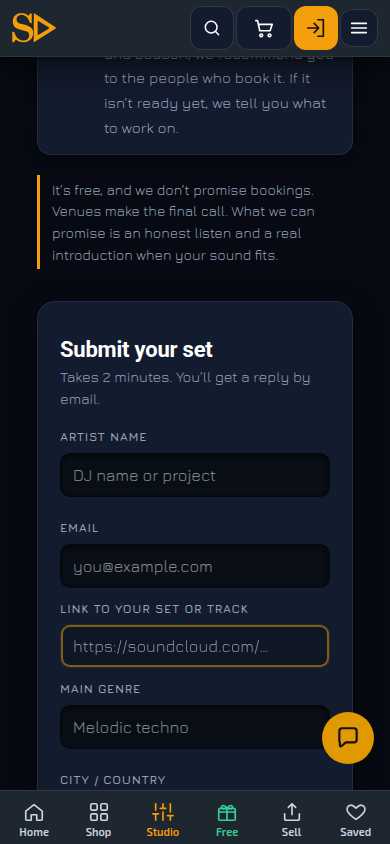 to the people who book it. If it
isn't ready yet, we tell you what
to work on.
It's free, and we don't promise bookings.
Venues make the final call. What we can
promise is an honest listen and a real
introduction when your sound fits.
Submit your set
Takes 2 minutes. You'll get a reply by
email.
ARTIST NAME
DJ name or project
EMAIL
you@example.com
LINK TO YOUR SET OR TRACK
https://soundcloud.com/...
MAIN GENRE
Melodic techno
CITY / COUNTRY
Home Shop Studio Free Sell Saved